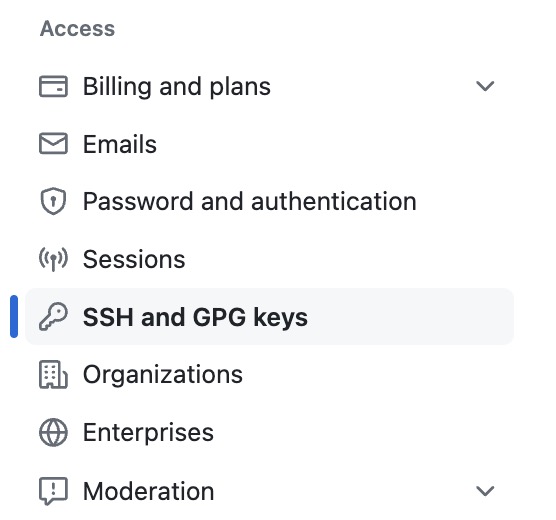 Access
Billing and plans
Emails
Password and authentication
Sessions
SSH and GPG keys
Organizations
Enterprises
Moderation